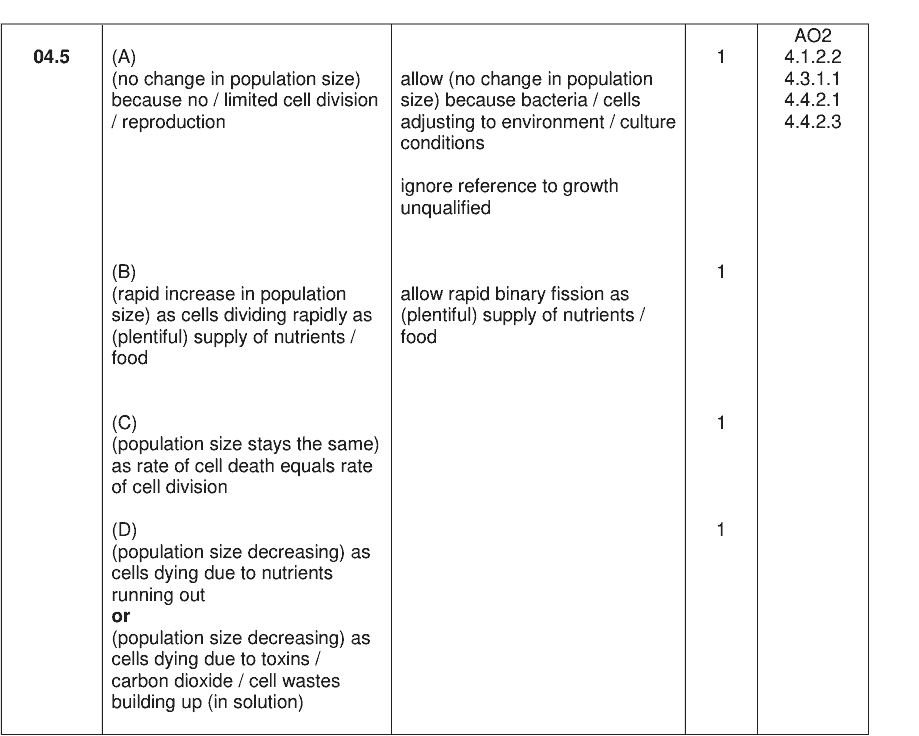 AO2
04.5 (A) 1 4.1.2.2
(no change in population size) allow (no change in population 4.3.1.1
because no / limited cell division size) because bacteria / cells 4.4.2.1
/ reproduction adjusting to environment / culture 4.4.2.3
conditions
ignore reference to growth
unqualified
(B) 1
(rapid increase in population allow rapid binary fission as
size) as cells dividing rapidly as (plentiful) supply of nutrients /
(plentiful) supply of nutrients / food
food
(C) 1
(population size stays the same)
as rate of cell death equals rate
of cell division
(D) 1
(population size decreasing) as
cells dying due to nutrients
running out
or
(population size decreasing) as
cells dying due to toxins /
carbon dioxide / cell wastes
building up (in solution)